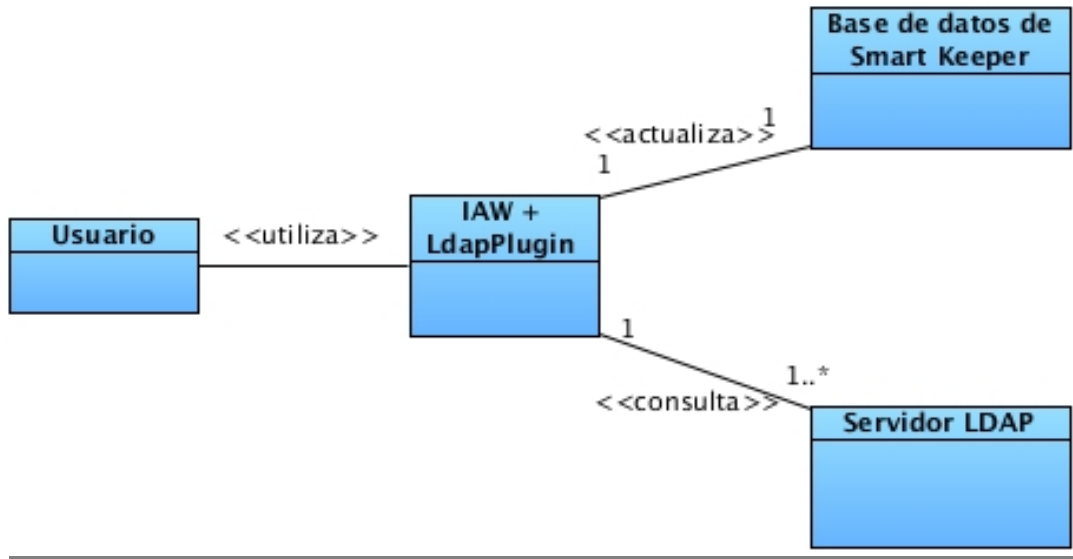 Base de datos de
Smart Keeper
1
<<actualiza>>
1
IAW +
LdapPlugin
Usuario
<<utiliza>>
1
1..*
<<consulta>>
Servidor LDAP